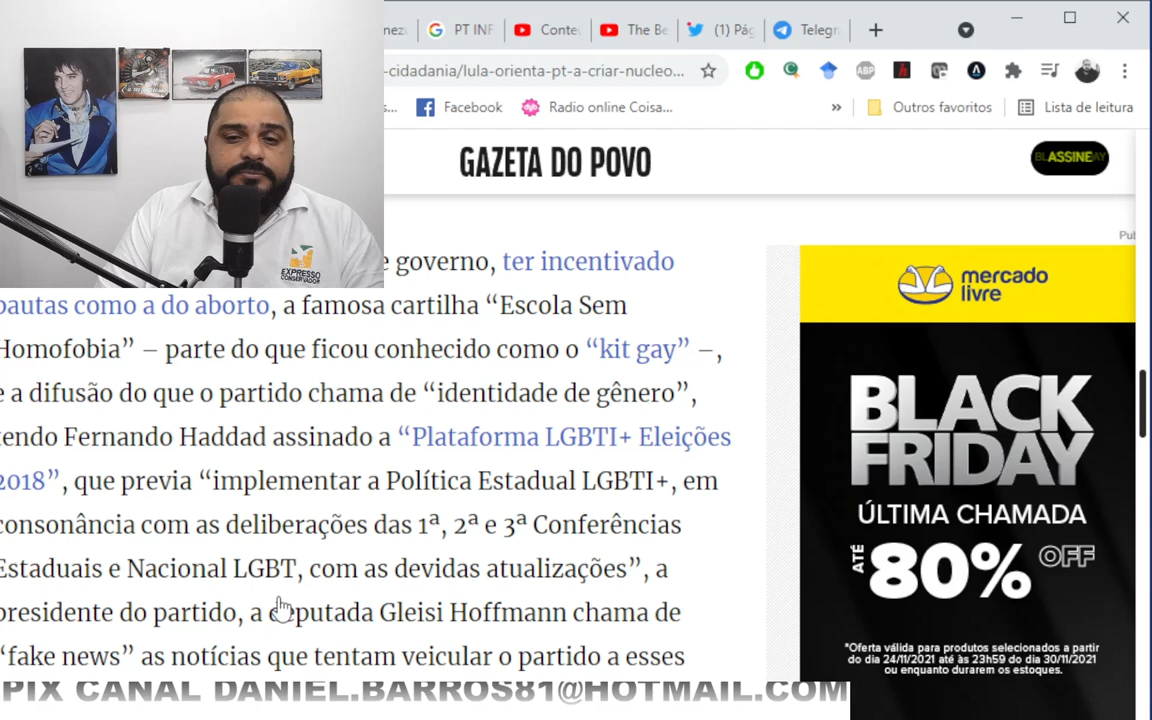 PT INF
Conte
The Be
(1) Pág
Telegr
-cidadania/lula-orienta-pt-a-criar-nucleo...
ABP
Facebook
Radio online Coisa...
»
Outros favoritos
Lista de leitura
GAZETA DO POVO
ASSINE
EXPRESSO
CONSERVADOR
e governo, ter incentivado
pautas como a do aborto, a famosa cartilha “Escola Sem
Homofobia” – parte do que ficou conhecido como o “kit gay” –,
e a difusão do que o partido chama de “identidade de gênero”,
tendo Fernando Haddad assinado a “Plataforma LGBTI+ Eleições
2018”, que previa “implementar a Política Estadual LGBTI+, em
consonância com as deliberações das 1ª, 2ª e 3ª Conferências
Estaduais e Nacional LGBT, com as devidas atualizações”, a
presidente do partido, a deputada Gleisi Hoffmann chama de
“fake news” as notícias que tentam veicular o partido a esses
Pu
mercado
livre
BLACK
FRIDAY
ÚLTIMA CHAMADA
ATÉ
80% OFF
*Oferta válida para produtos selecionados a partir
do dia 24/11/2021 até às 23h59 do dia 30/11/2021
ou enquanto durarem os estoques.
PIX CANAL DANIEL.BARROS81@HOTMAIL.COM